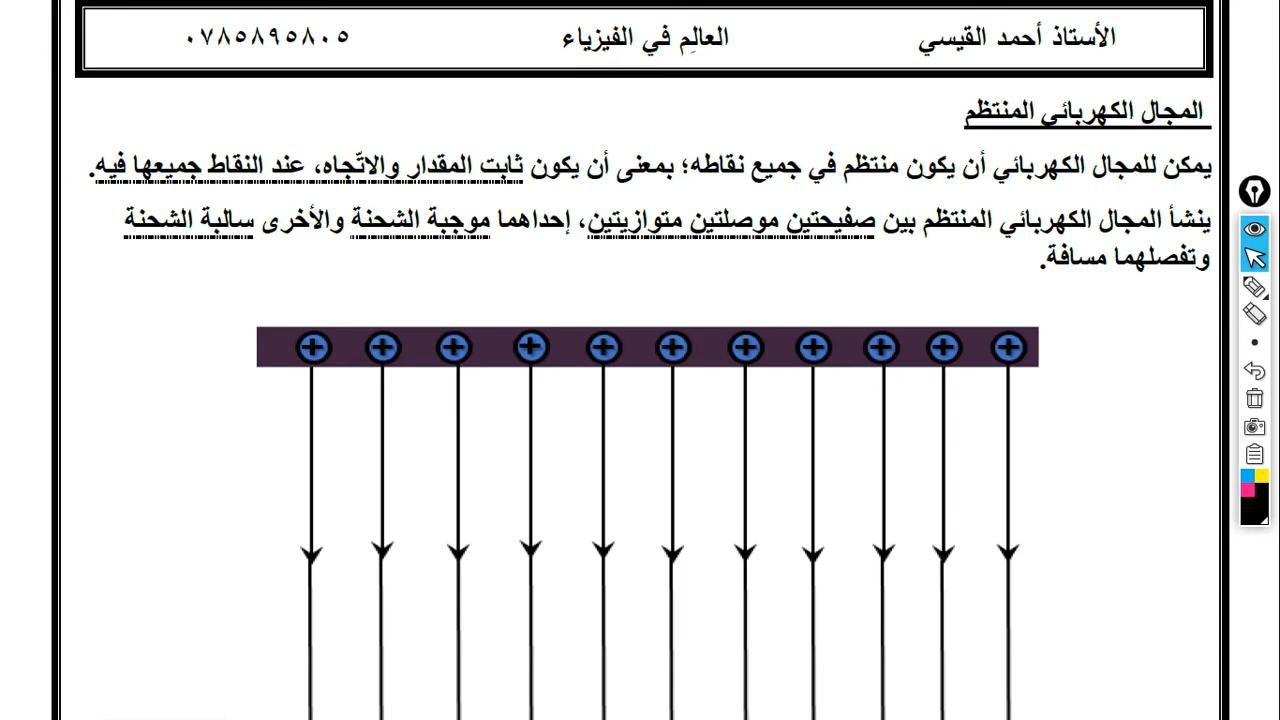 الأستاذ أحمد القيسي العالِم في الفيزياء ٠٧٨٥٨٩٥٨٠٥
المجال الكهربائي المنتظم
يمكن للمجال الكهربائي أن يكون منتظم في جميع نقاطه؛ بمعنى أن يكون ثابت المقدار والاتّجاه، عند النقاط جميعها فيه.
ينشأ المجال الكهربائي المنتظم بين صفيحتين موصلتين متوازيتين، إحداهما موجبة الشحنة والأخرى سالبة الشحنة
وتفصلهما مسافة.
+ + + + + + + + + + +